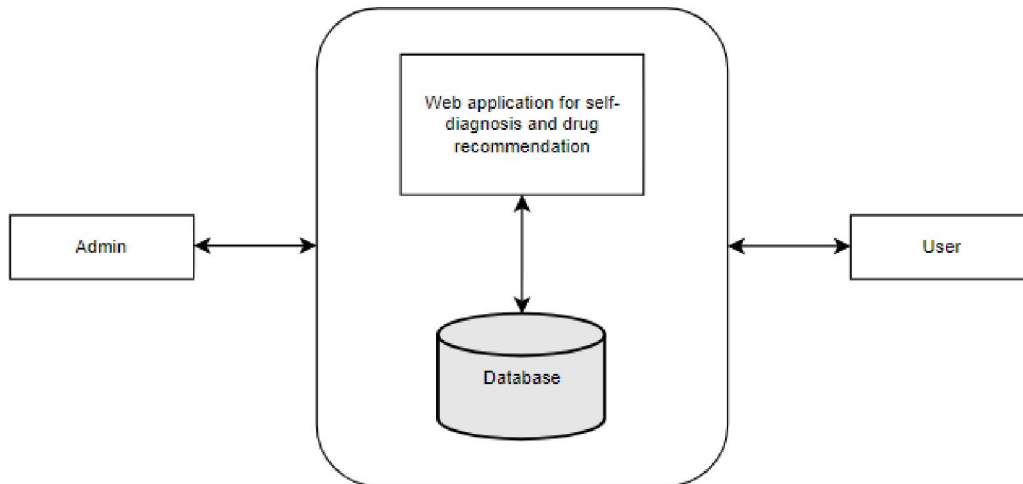 Web application for self-
diagnosis and drug
recommendation
Admin
User
Database